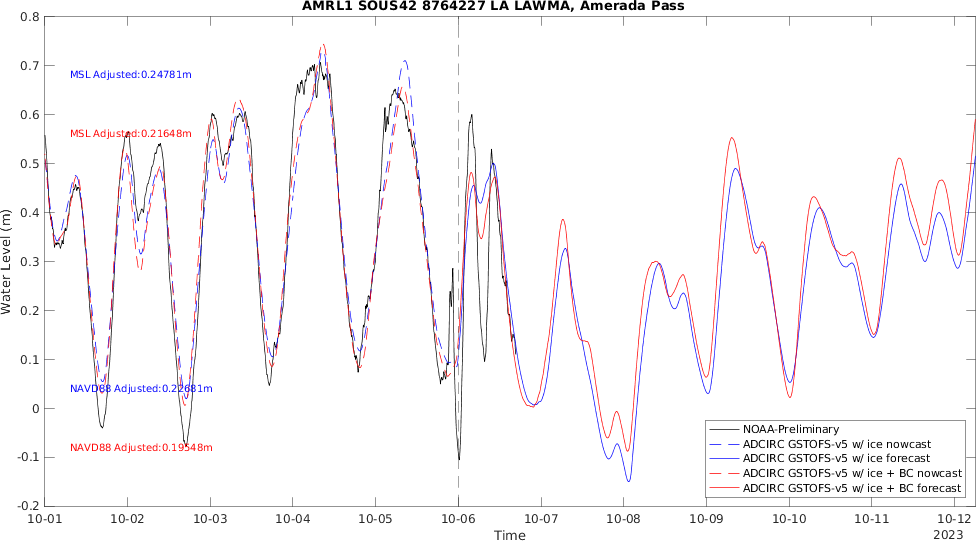 AMRL1 SOUS42 8764227 LA LAWMA, Amerada Pass
0.8
0.7
0.6
0.5
0.4
0.3
0.2
0.1
0
-0.1
-0.2
Water Level (m)
MSL Adjusted:0.24781m
MSL Adjusted:0.21648m
NAVD88 Adjusted:0.22681m
NAVD88 Adjusted:0.19548m
NOAA-Preliminary
ADCIRC GSTOFS-v5 w/ ice nowcast
ADCIRC GSTOFS-v5 w/ ice forecast
ADCIRC GSTOFS-v5 w/ ice + BC nowcast
ADCIRC GSTOFS-v5 w/ ice + BC forecast
10-01 10-02 10-03 10-04 10-05 10-06 10-07 10-08 10-09 10-10 10-11 10-12
2023
Time